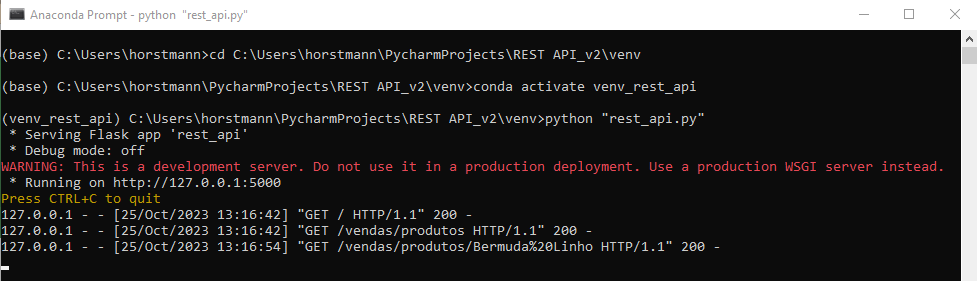 Anaconda Prompt - python  "rest_api.py"
(base) C:\Users\horstmann>cd C:\Users\horstmann\PycharmProjects\REST API_v2\venv
(base) C:\Users\horstmann\PycharmProjects\REST API_v2\venv>conda activate venv_rest_api
(venv_rest_api) C:\Users\horstmann\PycharmProjects\REST API_v2\venv>python "rest_api.py"
 * Serving Flask app 'rest_api'
 * Debug mode: off
WARNING: This is a development server. Do not use it in a production deployment. Use a production WSGI server instead.
 * Running on http://127.0.0.1:5000
Press CTRL+C to quit
127.0.0.1 - - [25/Oct/2023 13:16:42] "GET / HTTP/1.1" 200 -
127.0.0.1 - - [25/Oct/2023 13:16:42] "GET /vendas/produtos HTTP/1.1" 200 -
127.0.0.1 - - [25/Oct/2023 13:16:54] "GET /vendas/produtos/Bermuda%20Linho HTTP/1.1" 200 -